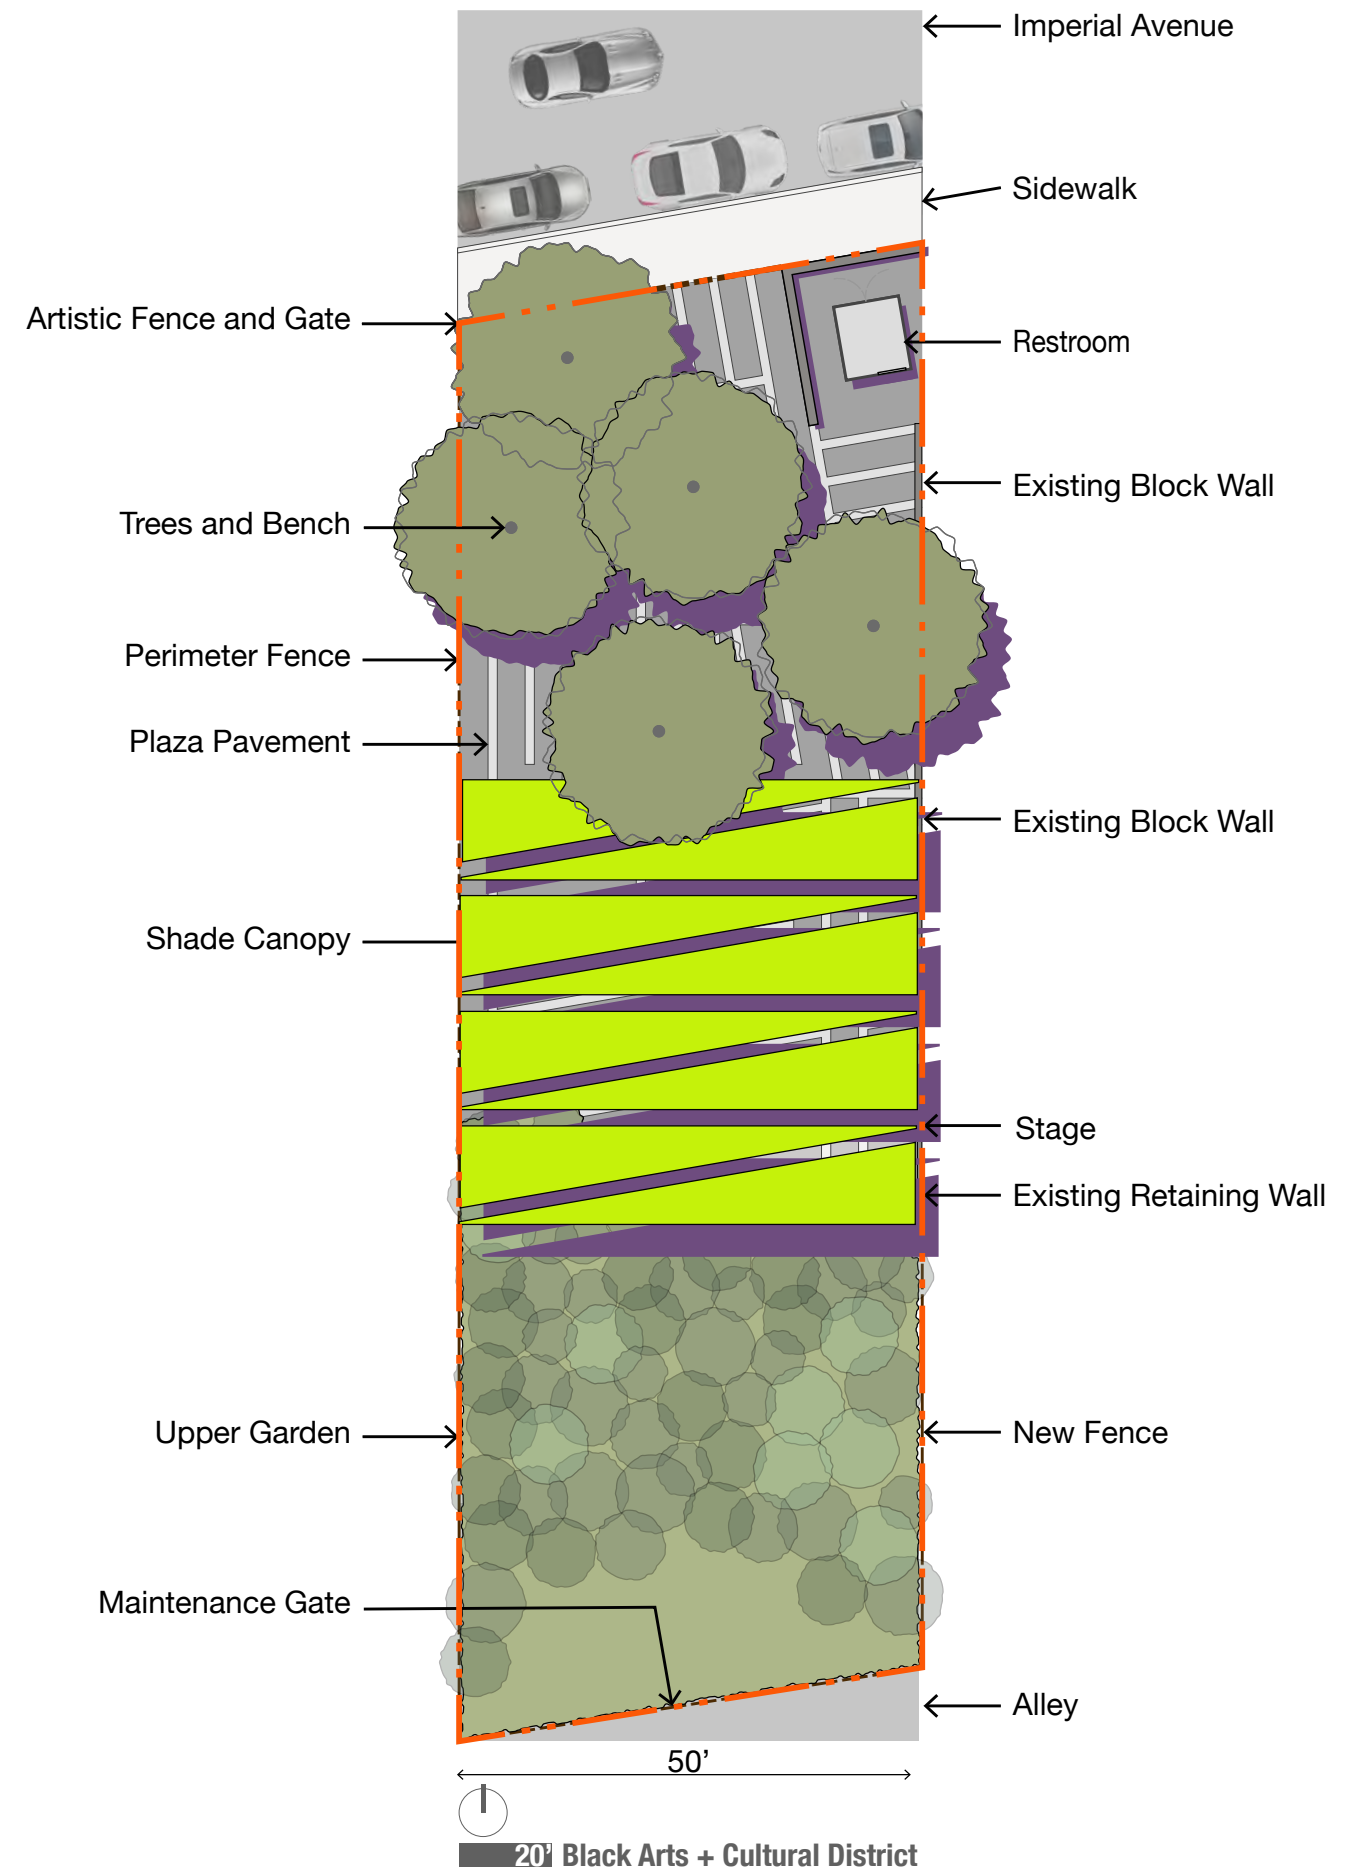 Imperial Avenue
Sidewalk
Artistic Fence and Gate
Restroom
Existing Block Wall
Trees and Bench
Perimeter Fence
Plaza Pavement
Existing Block Wall
Shade Canopy
Stage
Existing Retaining Wall
Upper Garden
New Fence
Maintenance Gate
Alley
50’
20’ Black Arts + Cultural District